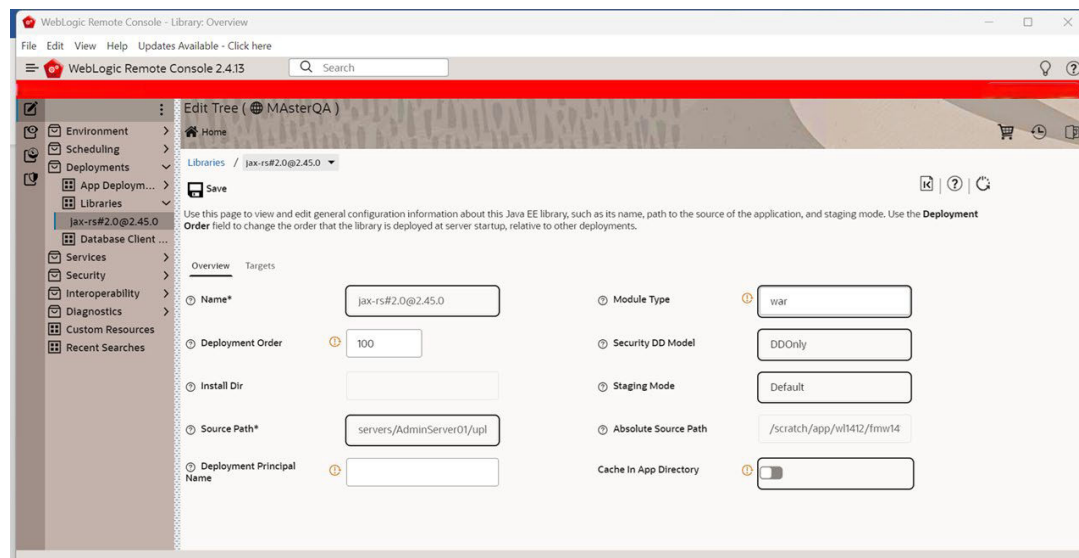 WebLogic Remote Console - Library: Overview
File Edit View Help Updates Available - Click here
WebLogic Remote Console 2.4.13
Search
Edit Tree ( MAsterQA )
Home
Environment
Scheduling
Deployments
App Deploym...
Libraries
jax-rs#2.0@2.45.0
Database Client ...
Services
Security
Interoperability
Diagnostics
Custom Resources
Recent Searches
Libraries / jax-rs#2.0@2.45.0
Save
Use this page to view and edit general configuration information about this Java EE library, such as its name, path to the source of the application, and staging mode. Use the Deployment
Order field to change the order that the library is deployed at server startup, relative to other deployments.
Overview Targets
Name* jax-rs#2.0@2.45.0 Module Type war
Deployment Order 100 Security DD Model DDOnly
Install Dir Staging Mode Default
Source Path* servers/AdminServer01/upl Absolute Source Path /scratch/app/wl1412/fmw14
Deployment Principal
Name
Cache In App Directory